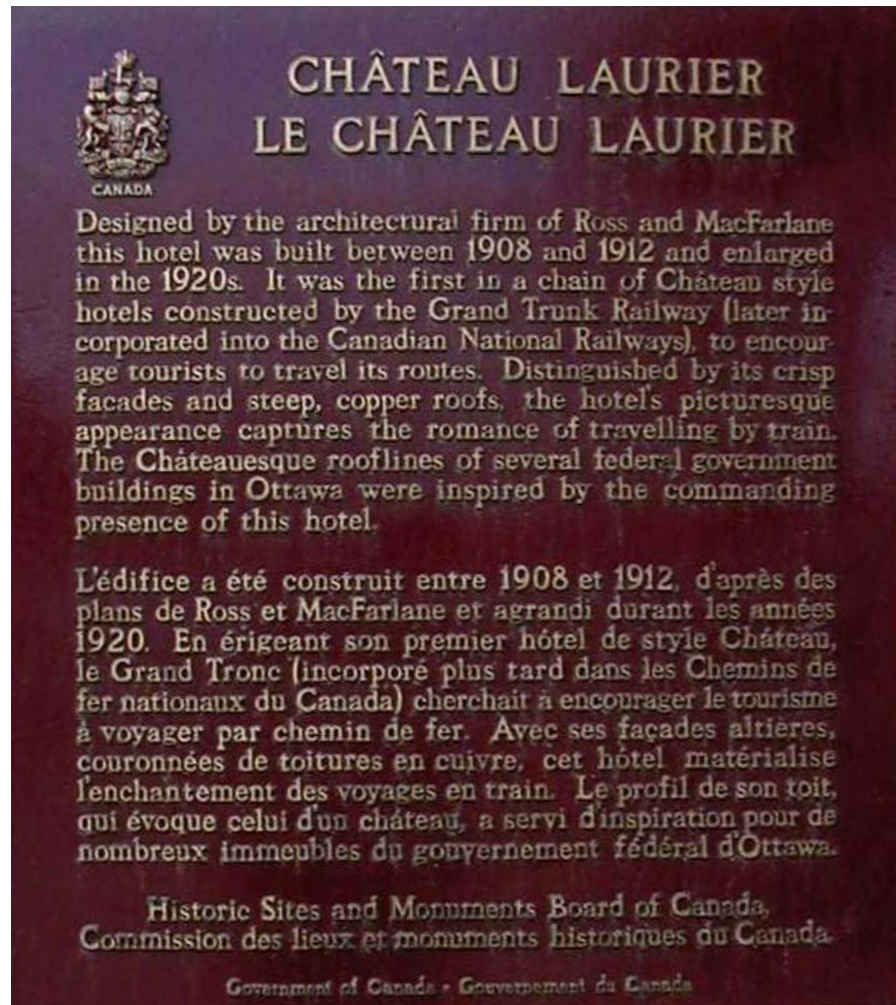 CHÂTEAU LAURIER
LE CHÂTEAU LAURIER
CANADA
Designed by the architectural firm of Ross and MacFarlane
this hotel was built between 1908 and 1912 and enlarged
in the 1920s. It was the first in a chain of Château style
hotels constructed by the Grand Trunk Railway (later in-
corporated into the Canadian National Railways), to encour-
age tourists to travel its routes. Distinguished by its crisp
facades and steep, copper roofs, the hotel's picturesque
appearance captures the romance of travelling by train.
The Châteauesque rooflines of several federal government
buildings in Ottawa were inspired by the commanding
presence of this hotel.
L'édifice a été construit entre 1908 et 1912, d'après des
plans de Ross et MacFarlane et agrandi durant les années
1920. En érigeant son premier hôtel de style Château,
le Grand Tronc (incorporé plus tard dans les Chemins de
fer nationaux du Canada) cherchait à encourager le tourisme
à voyager par chemin de fer. Avec ses façades altières,
couronnées de toitures en cuivre, cet hôtel matérialise
l'enchantement des voyages en train. Le profil de son toit,
qui évoque celui d'un château, a servi d'inspiration pour de
nombreux immeubles du gouvernement fédéral d'Ottawa.
Historic Sites and Monuments Board of Canada,
Commission des lieux et monuments historiques du Canada.
Government of Canada • Gouvernement du Canada